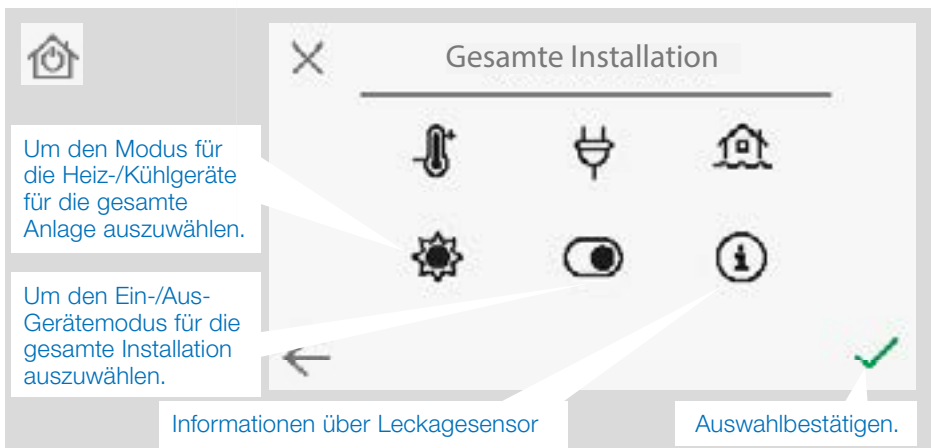 Gesamte Installation
Um den Modus für
die Heiz-/Kühlgeräte
für die gesamte
Anlage auszuwählen.
Um den Ein-/Aus-
Gerätemodus für die
gesamte Installation
auszuwählen.
Informationen über Leckagesensor
Auswahlbestätigen.